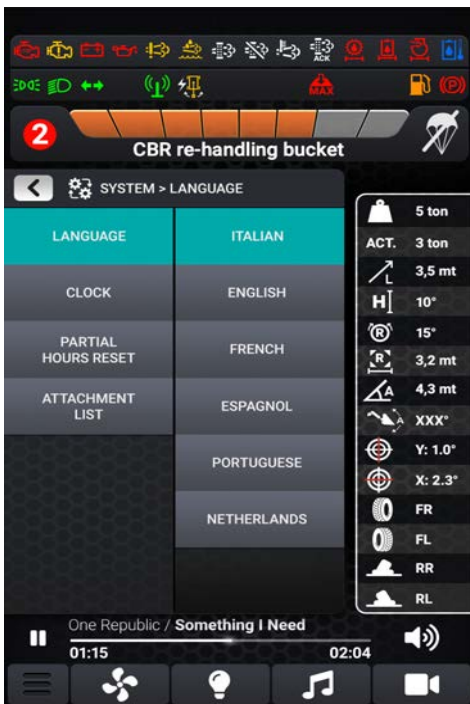 ACK
MAX
2
CBR re-handling bucket
SYSTEM > LANGUAGE
LANGUAGE
CLOCK
PARTIAL
HOURS RESET
ATTACHMENT
LIST
ITALIAN
ENGLISH
FRENCH
ESPAGNOL
PORTUGUESE
NETHERLANDS
5 ton
ACT. 3 ton
L 3,5 mt
H 10°
R 15°
R 3,2 mt
A 4,3 mt
A XXX°
Y: 1.0°
X: 2.3°
FR
FL
RR
RL
One Republic / Something I Need
01:15
02:04